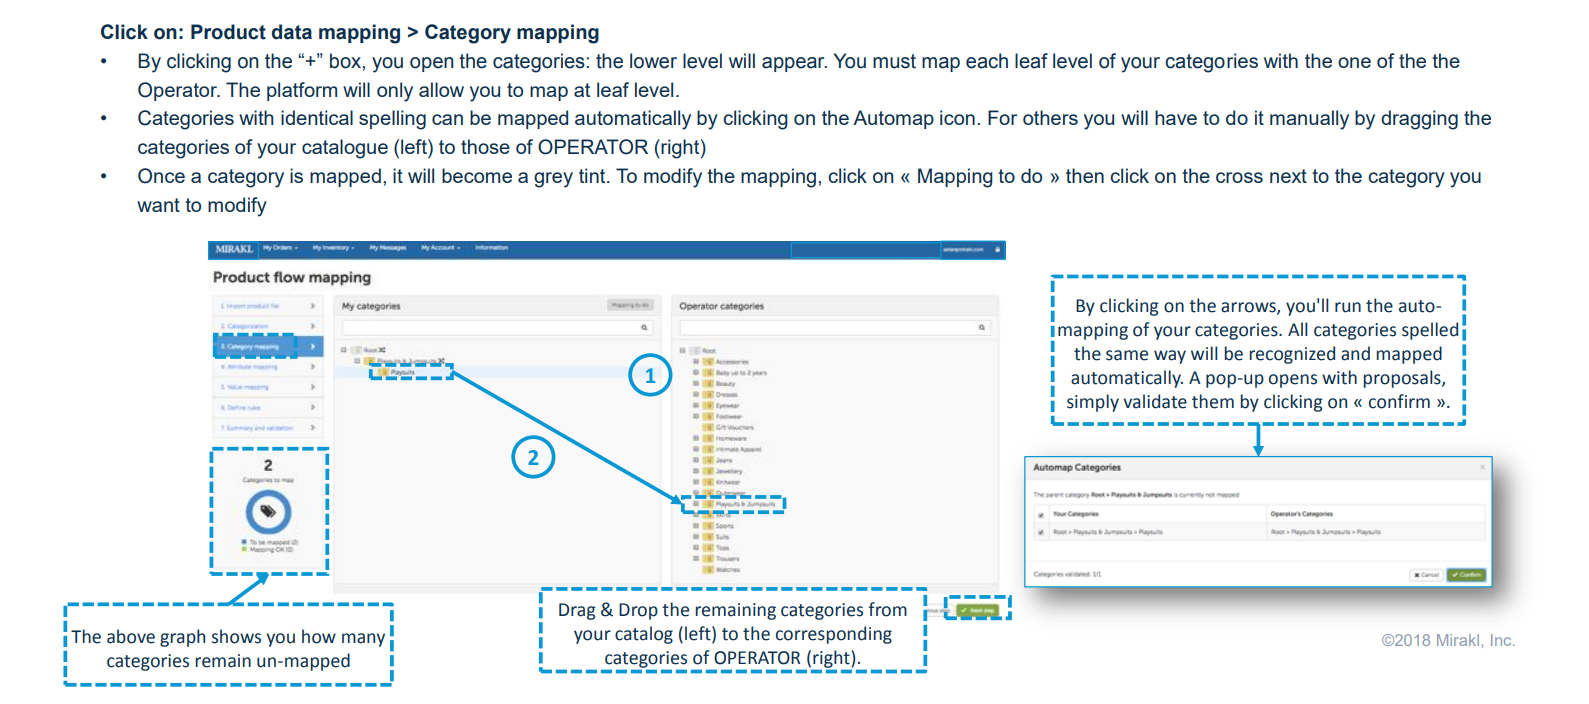 Click on: Product data mapping > Category mapping
• By clicking on the “+” box, you open the categories: the lower level will appear. You must map each leaf level of your categories with the one of the the
Operator. The platform will only allow you to map at leaf level.
• Categories with identical spelling can be mapped automatically by clicking on the Automap icon. For others you will have to do it manually by dragging the
categories of your catalogue (left) to those of OPERATOR (right)
• Once a category is mapped, it will become a grey tint. To modify the mapping, click on « Mapping to do » then click on the cross next to the category you
want to modify
MIRAKL My Orders My Inventory My Messages My Account Information
Product flow mapping
1. Import product file
2. Categorization
3. Category mapping
4. Attribute mapping
5. Value mapping
6. Define rules
7. Summary and validation
2
Categories to map
To be mapped (2)
Mapping OK (0)
The above graph shows you how many
categories remain un-mapped
My categories Mapping to do
Root
Playsuits & Jumpsuits
Playsuits
1
2
Operator categories
Root
Accessories
Baby up to 2 years
Beauty
Dresses
Eyewear
Footwear
Gift Vouchers
Homeware
Intimate Apparel
Jeans
Jewellery
Knitwear
Outerwear
Playsuits & Jumpsuits
Sports
Suits
Tops
Trousers
Watches
Next step
Drag & Drop the remaining categories from
your catalog (left) to the corresponding
categories of OPERATOR (right).
By clicking on the arrows, you'll run the auto-
mapping of your categories. All categories spelled
the same way will be recognized and mapped
automatically. A pop-up opens with proposals,
simply validate them by clicking on « confirm ».
Automap Categories ×
The parent category Root > Playsuits & Jumpsuits is currently not mapped
Your Categories Operator's Categories
Root > Playsuits & Jumpsuits > Playsuits Root > Playsuits & Jumpsuits > Playsuits
Categories validated: 1/1
Cancel Confirm
©2018 Mirakl, Inc.